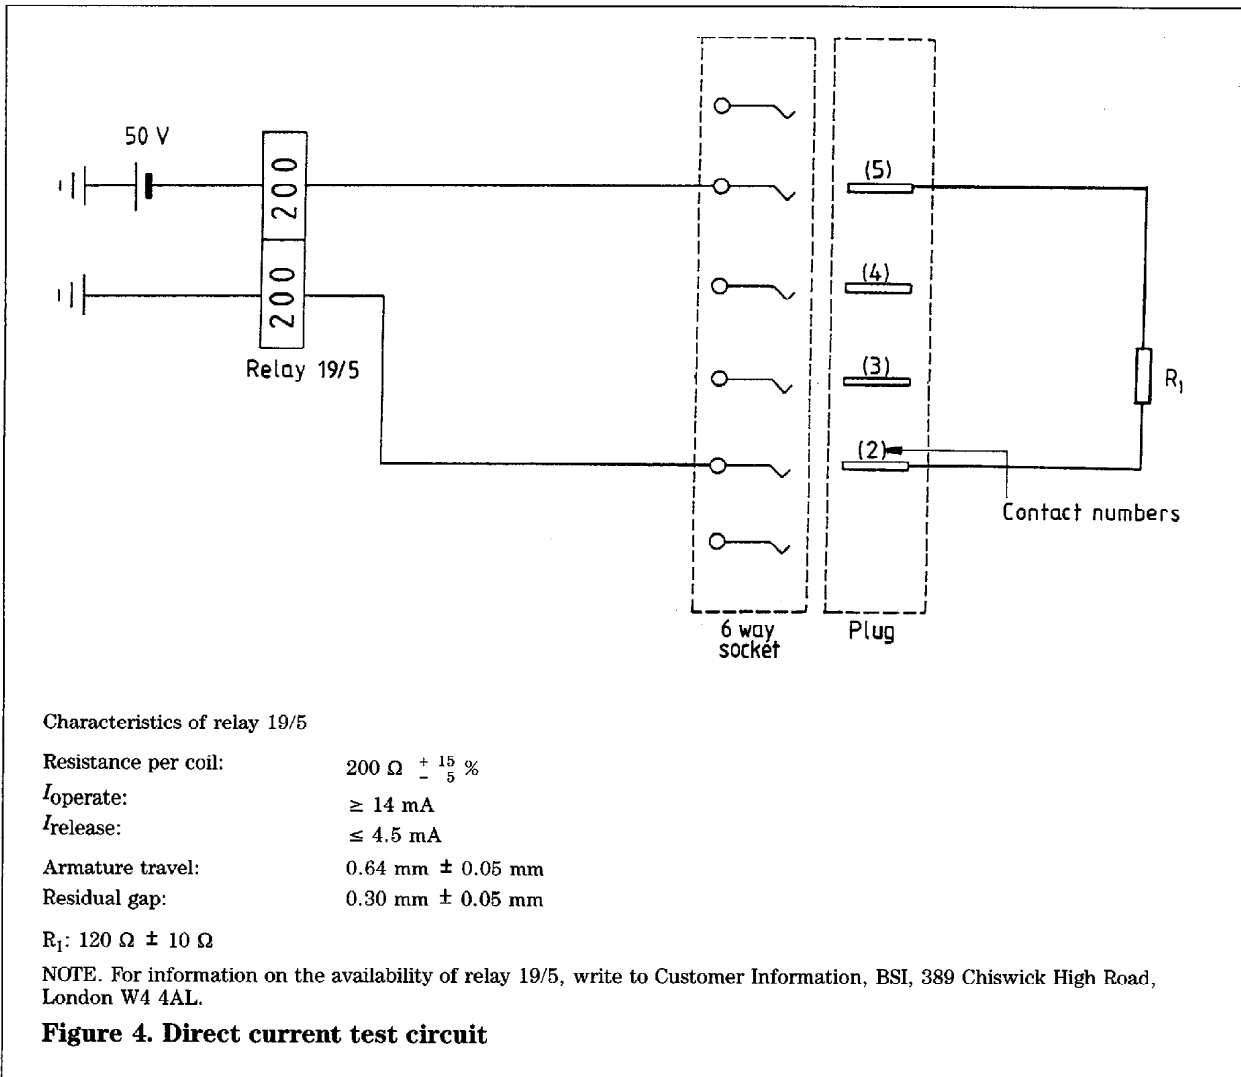 50 V
200
200
Relay 19/5
(5)
(4)
(3)
(2)
R₁
Contact numbers
6 way
socket
Plug
Characteristics of relay 19/5
Resistance per coil: 200 Ω + 15 - 5 %
Ioperate: ≥ 14 mA
Irelease: ≤ 4.5 mA
Armature travel: 0.64 mm ± 0.05 mm
Residual gap: 0.30 mm ± 0.05 mm
R₁: 120 Ω ± 10 Ω
NOTE. For information on the availability of relay 19/5, write to Customer Information, BSI, 389 Chiswick High Road,
London W4 4AL.
Figure 4. Direct current test circuit